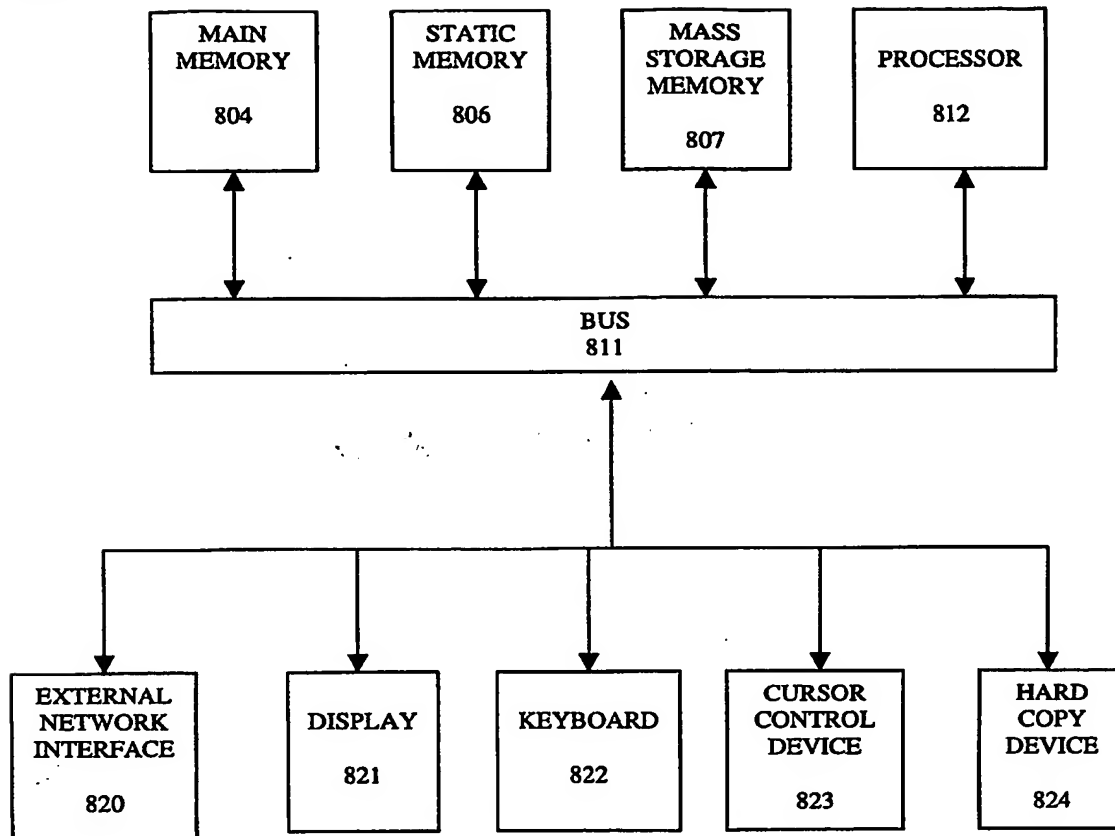 MAIN
MEMORY
804
STATIC
MEMORY
806
MASS
STORAGE
MEMORY
807
PROCESSOR
812
BUS
811
EXTERNAL
NETWORK
INTERFACE
820
DISPLAY
821
KEYBOARD
822
CURSOR
CONTROL
DEVICE
823
HARD
COPY
DEVICE
824